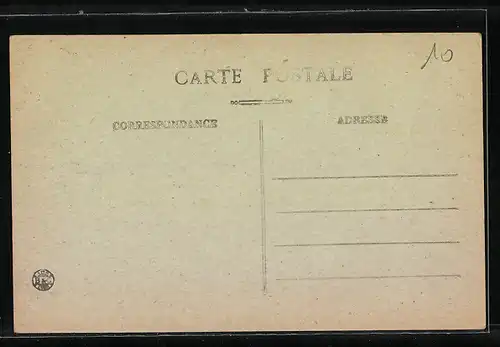 10
CARTE POSTALE
CORRESPONDANCE
ADRESSE